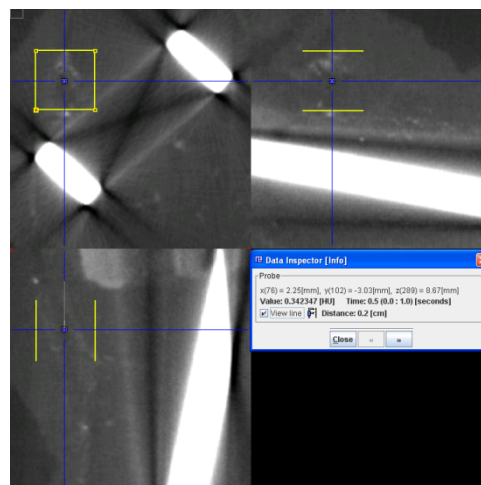 Data Inspector [Info]
Probe
x(76) = 2.25[mm], y(102) = -3.03[mm], z(289) = 8.67[mm]
Value: 0.342347 [HU] Time: 0.5 (0.0 : 1.0) [seconds]
View line Distance: 0.2 [cm]
Close « »